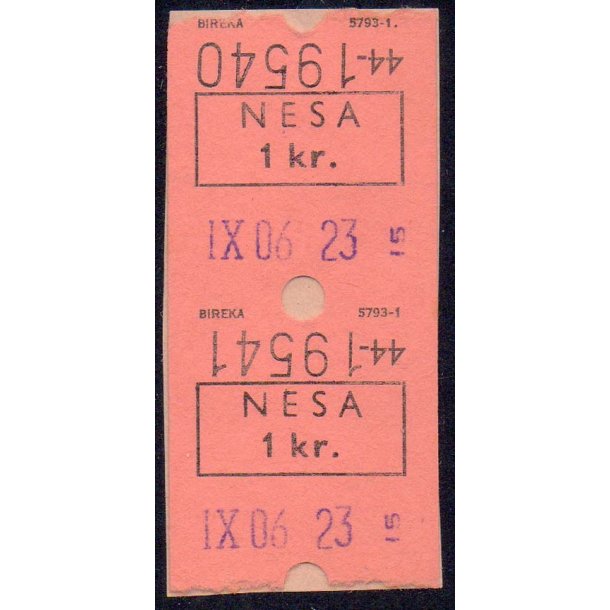 BIREKA 5793-1.
44-19540
NESA
1 kr.
IX 06 23 15
BIREKA 5793-1
44-19541
NESA
1 kr.
IX 06 23 15